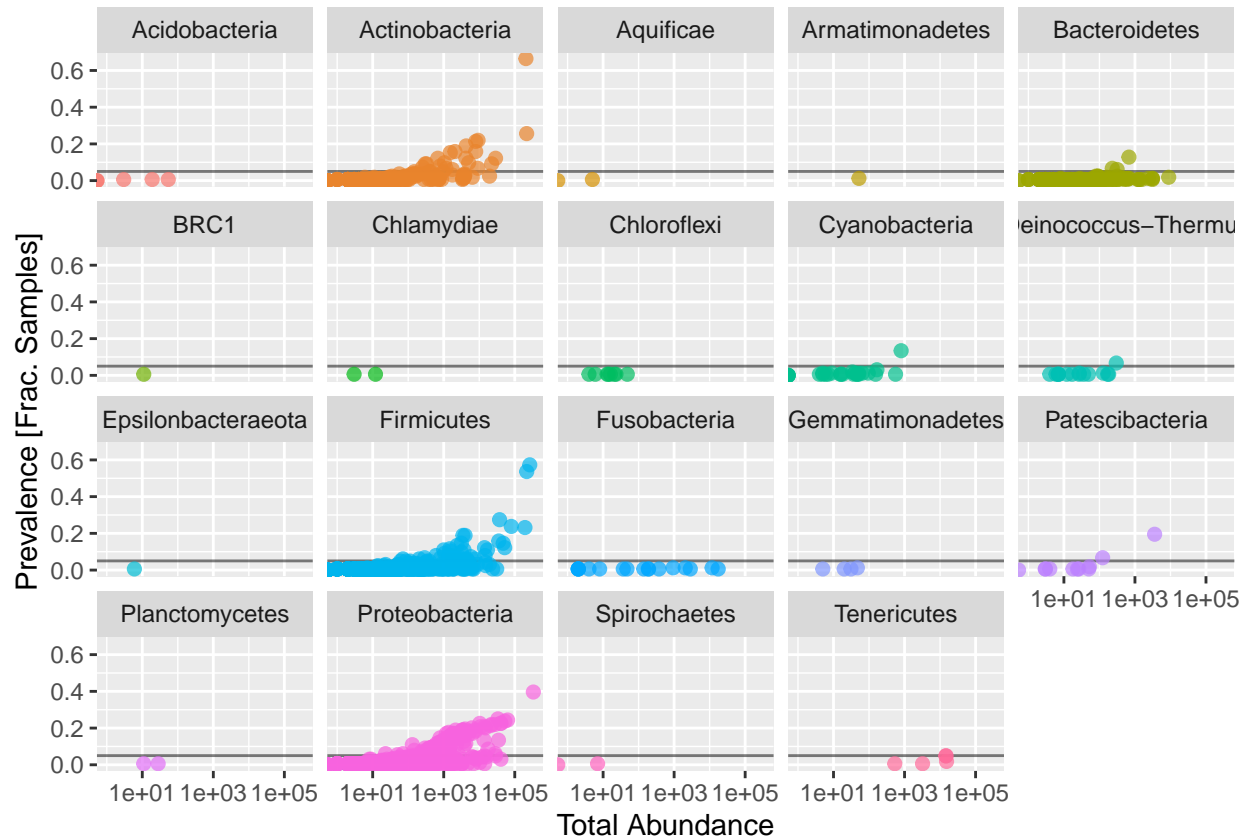 Acidobacteria Actinobacteria Aquificae Armatimonadetes Bacteroidetes
0.6
0.4
0.2
0.0
BRC1 Chlamydiae Chloroflexi Cyanobacteria Deinococcus−Thermu
0.6
0.4
0.2
0.0
Epsilonbacteraeota Firmicutes Fusobacteria Gemmatimonadetes Patescibacteria
0.6
0.4
0.2
0.0
1e+01 1e+03 1e+05
Planctomycetes Proteobacteria Spirochaetes Tenericutes
0.6
0.4
0.2
0.0
1e+01 1e+03 1e+05 1e+01 1e+03 1e+05 1e+01 1e+03 1e+05 1e+01 1e+03 1e+05
Total Abundance
Prevalence [Frac. Samples]